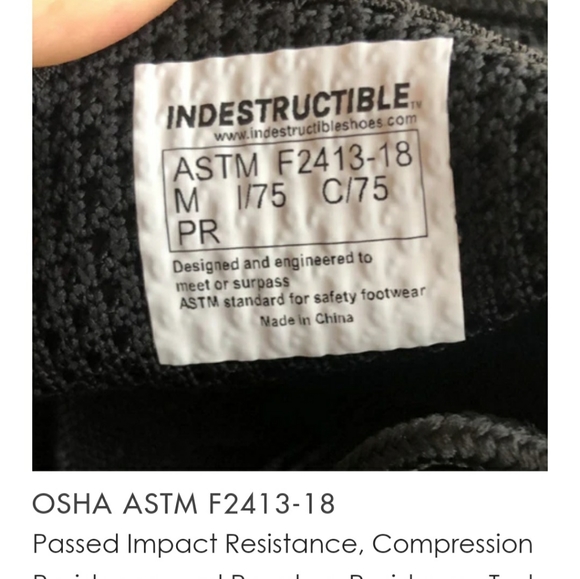 INDESTRUCTIBLE™
www.indestructibleshoes.com
ASTM F2413-18
M I/75 C/75
PR
Designed and engineered to
meet or surpass
ASTM standard for safety footwear
Made in China
OSHA ASTM F2413-18
Passed Impact Resistance, Compression